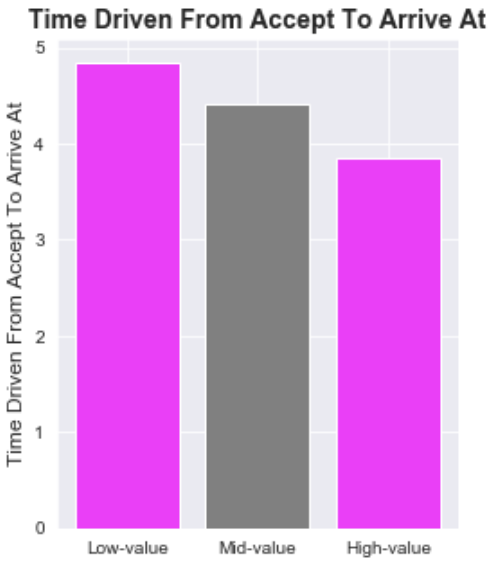 Time Driven From Accept To Arrive At
Time Driven From Accept To Arrive At
5
4
3
2
1
0
Low-value Mid-value High-value